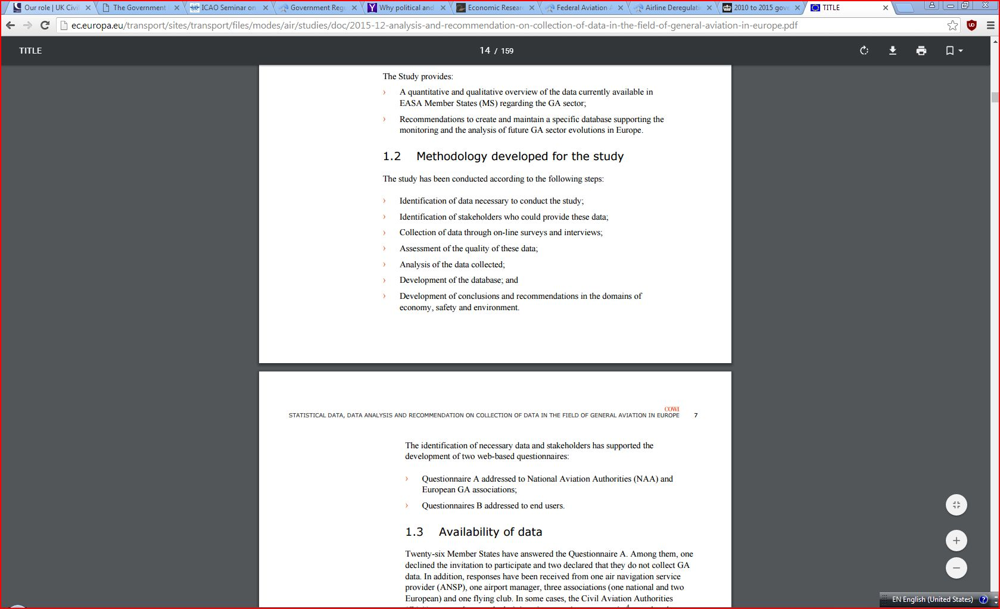 Our role | UK Civi
The Government
ICAO Seminar on
Government Regu
Why political and
Economic Resear
Federal Aviation A
Airline Deregulati
2010 to 2015 gove
TITLE
ec.europa.eu/transport/sites/transport/files/modes/air/studies/doc/2015-12-analysis-and-recommendation-on-collection-of-data-in-the-field-of-general-aviation-in-europe.pdf
TITLE
14 / 159
The Study provides:
› A quantitative and qualitative overview of the data currently available in
EASA Member States (MS) regarding the GA sector;
› Recommendations to create and maintain a specific database supporting the
monitoring and the analysis of future GA sector evolutions in Europe.
1.2 Methodology developed for the study
The study has been conducted according to the following steps:
› Identification of data necessary to conduct the study;
› Identification of stakeholders who could provide these data;
› Collection of data through on-line surveys and interviews;
› Assessment of the quality of these data;
› Analysis of the data collected;
› Development of the database; and
› Development of conclusions and recommendations in the domains of
economy, safety and environment.
COWI
STATISTICAL DATA, DATA ANALYSIS AND RECOMMENDATION ON COLLECTION OF DATA IN THE FIELD OF GENERAL AVIATION IN EUROPE 7
The identification of necessary data and stakeholders has supported the
development of two web-based questionnaires:
› Questionnaire A addressed to National Aviation Authorities (NAA) and
European GA associations;
› Questionnaires B addressed to end users.
1.3 Availability of data
Twenty-six Member States have answered the Questionnaire A. Among them, one
declined the invitation to participate and two declared that they do not collect GA
data. In addition, responses have been received from one air navigation service
provider (ANSP), one airport manager, three associations (one national and two
European) and one flying club. In some cases, the Civil Aviation Authorities
EN English (United States)